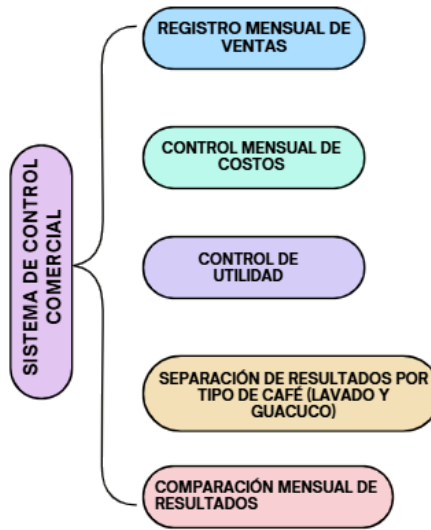 SISTEMA DE CONTROL
COMERCIAL
REGISTRO MENSUAL DE
VENTAS
CONTROL MENSUAL DE
COSTOS
CONTROL DE
UTILIDAD
SEPARACIÓN DE RESULTADOS POR
TIPO DE CAFÉ (LAVADO Y
GUACUCO)
COMPARACIÓN MENSUAL DE
RESULTADOS